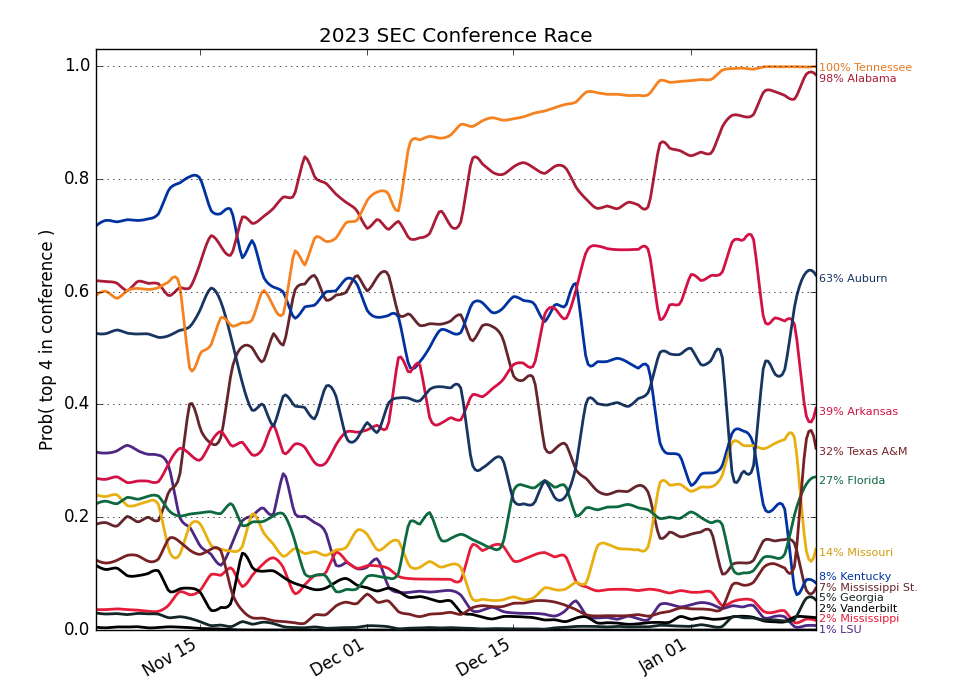 2023 SEC Conference Race
Prob( top 4 in conference )
1.0
0.8
0.6
0.4
0.2
0.0
Nov 15
Dec 01
Dec 15
Jan 01
100% Tennessee
98% Alabama
63% Auburn
39% Arkansas
32% Texas A&M
27% Florida
14% Missouri
8% Kentucky
7% Mississippi St.
5% Georgia
2% Vanderbilt
2% Mississippi
1% LSU